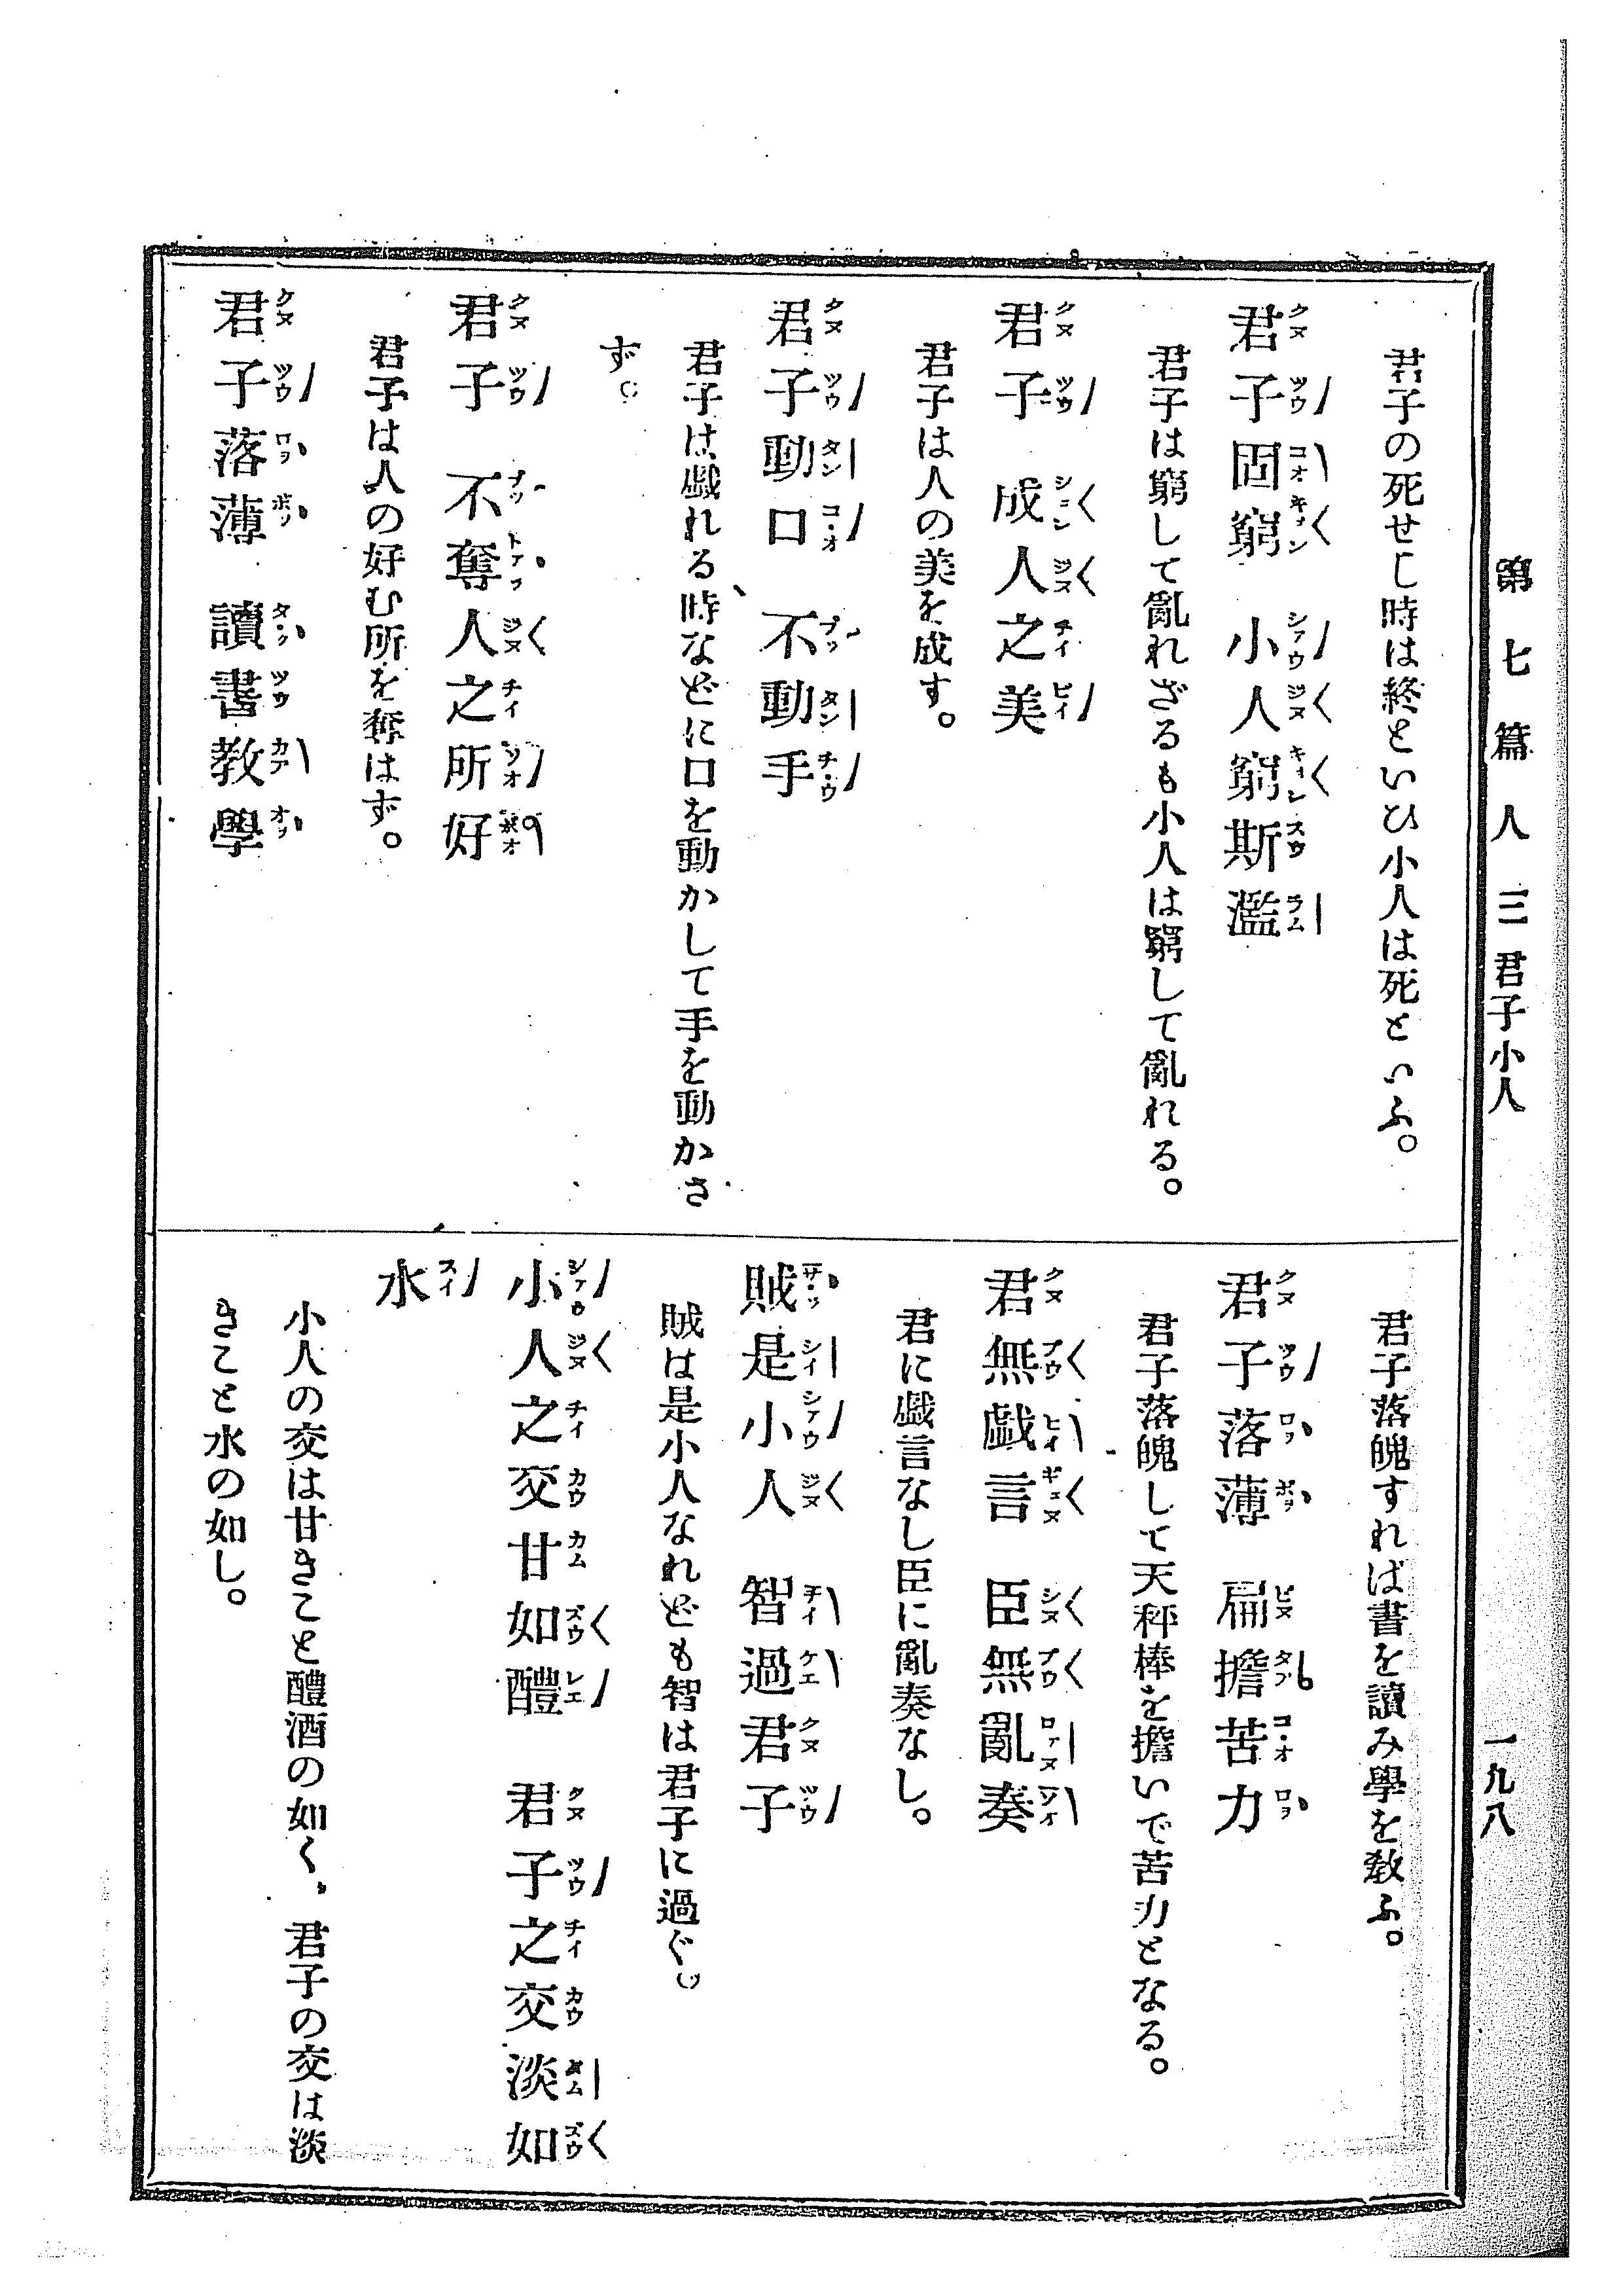 第七篇 人 三 君子小人
一九八
君子の死せし時は終といひ小人は死といふ。
君子固窮 小人窮斯濫
君子は窮して亂れざるも小人は窮して亂れる。
君子 成人之美
君子は人の美を成す。
君子動口 不動手
君子は戯れる時などに口を動かして手を動かさ
ず。
君子 不奪人之所好
君子は人の好む所を奪はず。
君子落薄 讀書教學
君子落魄すれば書を讀み學を教ふ。
君子落薄 扁擔苦力
君子落魄して天秤棒を擔いで苦力となる。
君無戯言 臣無亂奏
君に戯言なし臣に亂奏なし。
賊是小人 智過君子
賊は是小人なれども智は君子に過ぐ。
小人之交甘如醴 君子之交淡如
水
小人の交は甘きこと醴酒の如く、君子の交は淡
きこと水の如し。